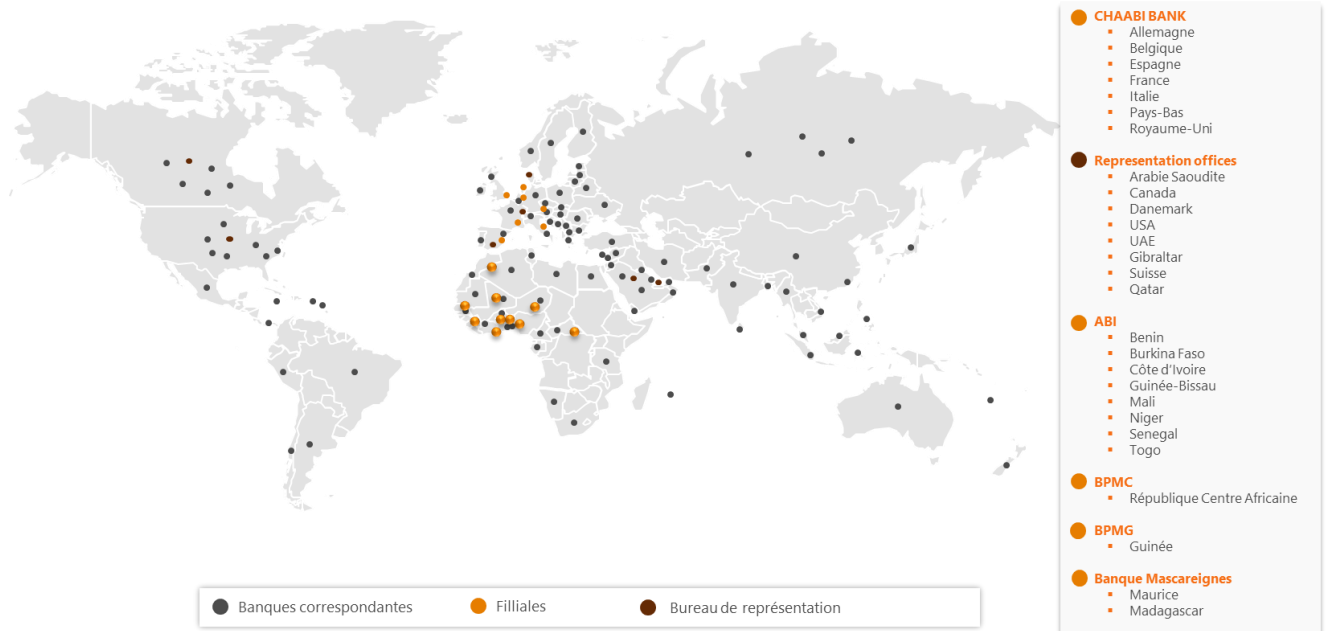 CHAABI BANK
Allemagne
Belgique
Espagne
France
Italie
Pays-Bas
Royaume-Uni
Representation offices
Arabie Saoudite
Canada
Danemark
USA
UAE
Gibraltar
Suisse
Qatar
ABI
Benin
Burkina Faso
Côte d'Ivoire
Guinée-Bissau
Mali
Niger
Senegal
Togo
BPMC
République Centre Africaine
BPMG
Guinée
Banque Mascareignes
Maurice
Madagascar
Banques correspondantes
Filliales
Bureau de représentation